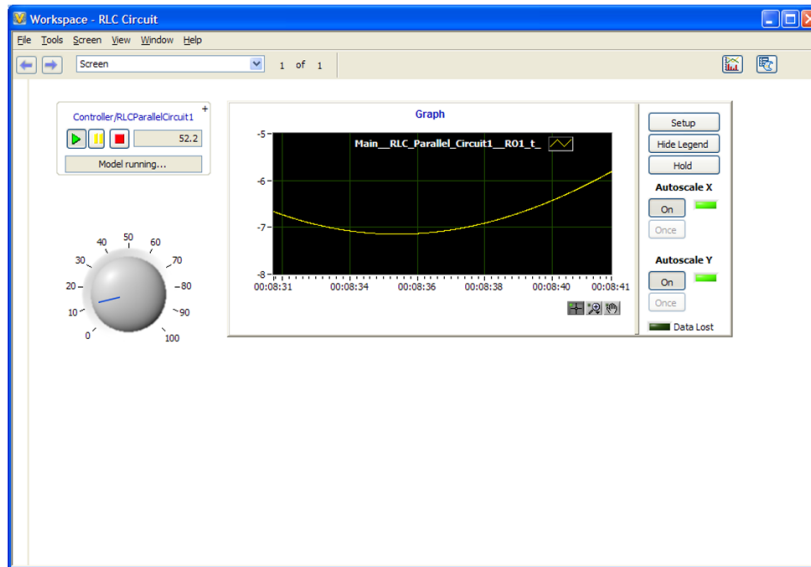 Workspace - RLC Circuit
File Tools Screen View Window Help
Screen 1 of 1
Controller/RLCParallelCircuit1 +
52.2
Model running...
0
10
20
30
40
50
60
70
80
90
100
Graph
Main__RLC_Parallel_Circuit1__RO1_t_
-5
-6
-7
-8
00:08:31 00:08:34 00:08:36 00:08:38 00:08:40 00:08:41
Setup
Hide Legend
Hold
Autoscale X
On
Once
Autoscale Y
On
Once
Data Lost